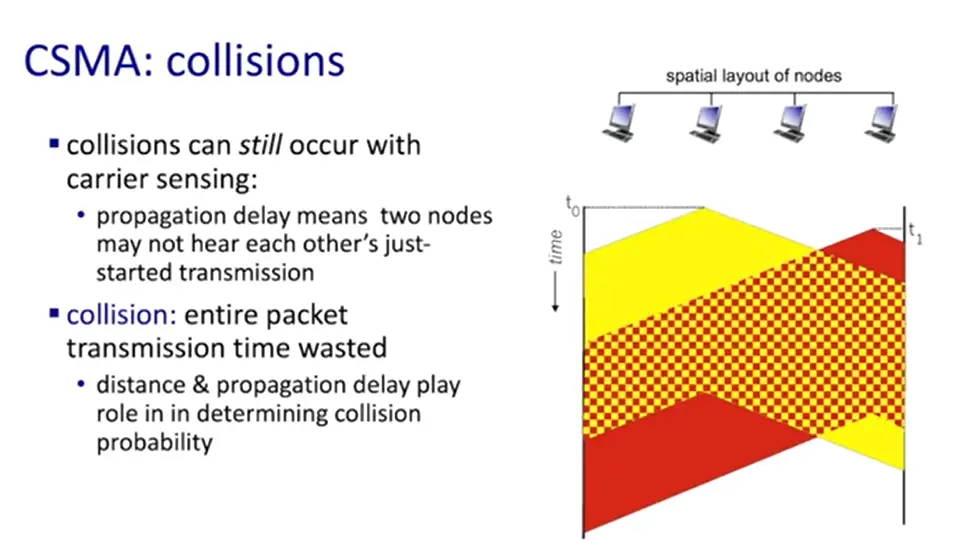 CSMA: collisions
▪ collisions can still occur with
carrier sensing:
• propagation delay means two nodes
may not hear each other's just-
started transmission
▪ collision: entire packet
transmission time wasted
• distance & propagation delay play
role in in determining collision
probability
spatial layout of nodes
t0
t1
time